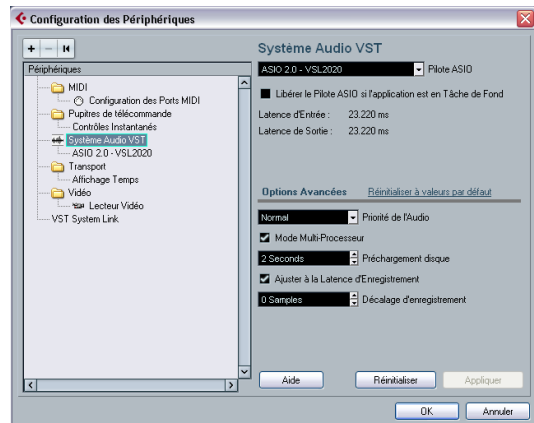 Configuration des Périphériques
Périphériques
MIDI
Configuration des Ports MIDI
Pupitres de télécommande
Contrôles Instantanés
Système Audio VST
ASIO 2.0 - VSL2020
Transport
Affichage Temps
Vidéo
Lecteur Vidéo
VST System Link
Système Audio VST
ASIO 2.0 - VSL2020 Pilote ASIO
Libérer le Pilote ASIO si l'application est en Tâche de Fond
Latence d'Entrée : 23.220 ms
Latence de Sortie : 23.220 ms
Options Avancées Réinitialiser à valeurs par défaut
Normal Priorité de l'Audio
Mode Multi-Processeur
2 Seconds Préchargement disque
Ajuster à la Latence d'Enregistrement
0 Samples Décalage d'enregistrement
Aide Réinitialiser Appliquer
OK Annuler